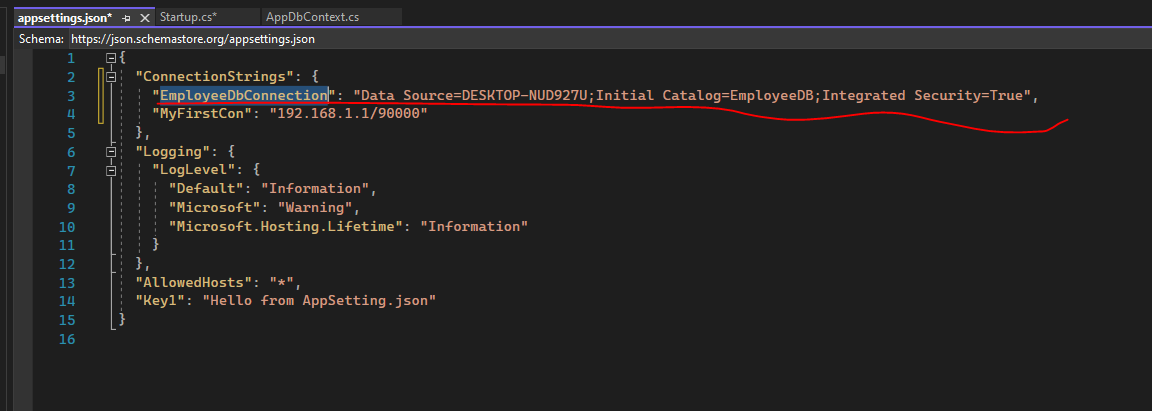 appsettings.json* Startup.cs* AppDbContext.cs
Schema: https://json.schemastore.org/appsettings.json
1 {
2 "ConnectionStrings": {
3 "EmployeeDbConnection": "Data Source=DESKTOP-NUD927U;Initial Catalog=EmployeeDB;Integrated Security=True",
4 "MyFirstCon": "192.168.1.1/90000"
5 },
6 "Logging": {
7 "LogLevel": {
8 "Default": "Information",
9 "Microsoft": "Warning",
10 "Microsoft.Hosting.Lifetime": "Information"
11 }
12 },
13 "AllowedHosts": "*",
14 "Key1": "Hello from AppSetting.json"
15 }
16